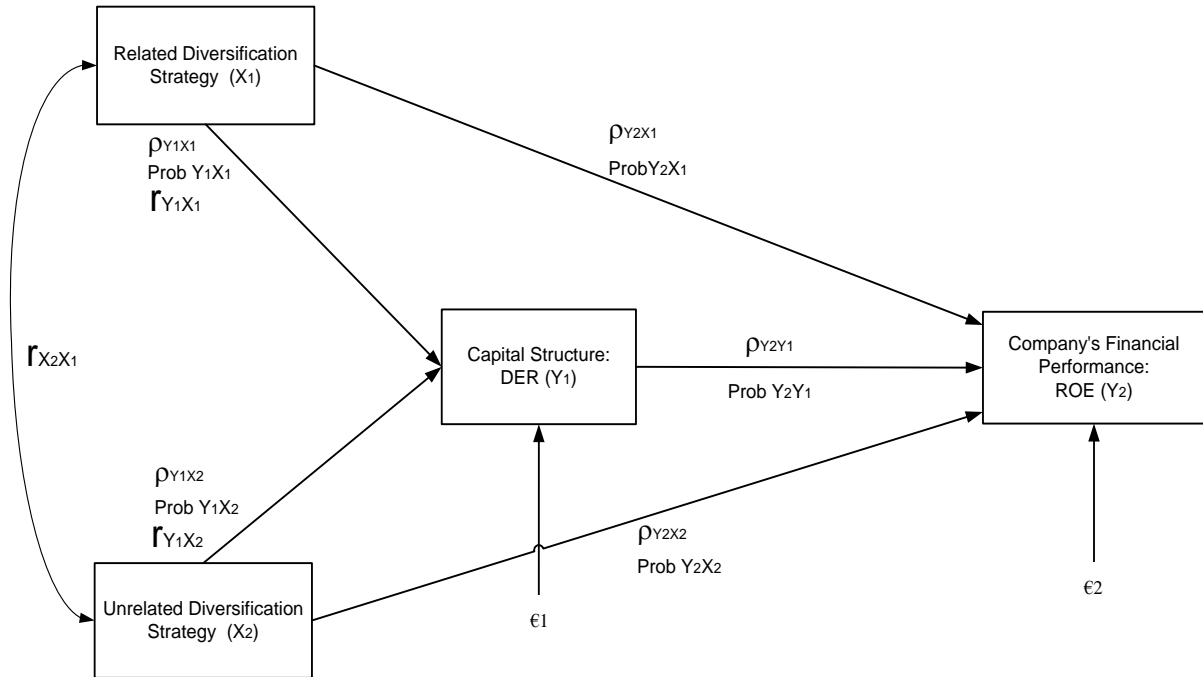 Related Diversification
Strategy (X1)
ρY1X1
Prob Y1X1
rY1X1
ρY2X1
ProbY2X1
rX2X1
Capital Structure:
DER (Y1)
ρY2Y1
Prob Y2Y1
Company's Financial
Performance:
ROE (Y2)
ρY1X2
Prob Y1X2
rY1X2
ρY2X2
Prob Y2X2
Unrelated Diversification
Strategy (X2)
€1
€2